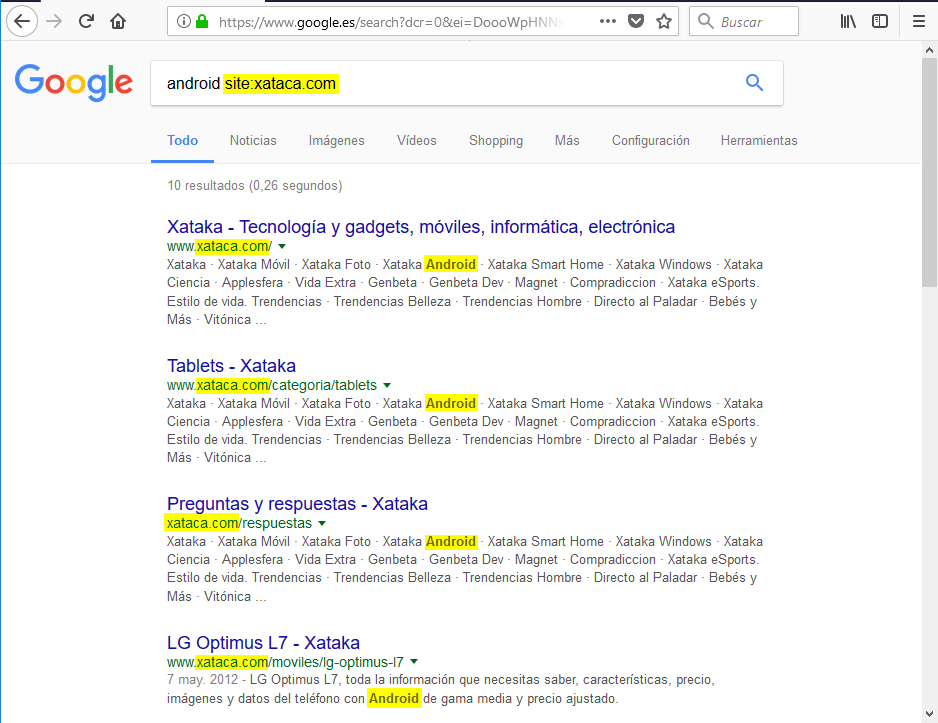 https://www.google.es/search?dcr=0&ei=DoooWpHNNs
Buscar
Google
android site:xataca.com
Todo Noticias Imágenes Vídeos Shopping Más Configuración Herramientas
10 resultados (0,26 segundos)
Xataka - Tecnología y gadgets, móviles, informática, electrónica
www.xataca.com/
Xataka · Xataka Móvil · Xataka Foto · Xataka Android · Xataka Smart Home · Xataka Windows · Xataka
Ciencia · Applesfera · Vida Extra · Genbeta · Genbeta Dev · Magnet · Compradiccion · Xataka eSports.
Estilo de vida. Trendencias · Trendencias Belleza · Trendencias Hombre · Directo al Paladar · Bebés y
Más · Vitónica ...
Tablets - Xataka
www.xataca.com/categoria/tablets
Xataka · Xataka Móvil · Xataka Foto · Xataka Android · Xataka Smart Home · Xataka Windows · Xataka
Ciencia · Applesfera · Vida Extra · Genbeta · Genbeta Dev · Magnet · Compradiccion · Xataka eSports.
Estilo de vida. Trendencias · Trendencias Belleza · Trendencias Hombre · Directo al Paladar · Bebés y
Más · Vitónica ...
Preguntas y respuestas - Xataka
xataca.com/respuestas
Xataka · Xataka Móvil · Xataka Foto · Xataka Android · Xataka Smart Home · Xataka Windows · Xataka
Ciencia · Applesfera · Vida Extra · Genbeta · Genbeta Dev · Magnet · Compradiccion · Xataka eSports.
Estilo de vida. Trendencias · Trendencias Belleza · Trendencias Hombre · Directo al Paladar · Bebés y
Más · Vitónica ...
LG Optimus L7 - Xataka
www.xataca.com/moviles/lg-optimus-l7
7 may. 2012 - LG Optimus L7, toda la información que necesitas saber, características, precio,
imágenes y datos del teléfono con Android de gama media y precio ajustado.